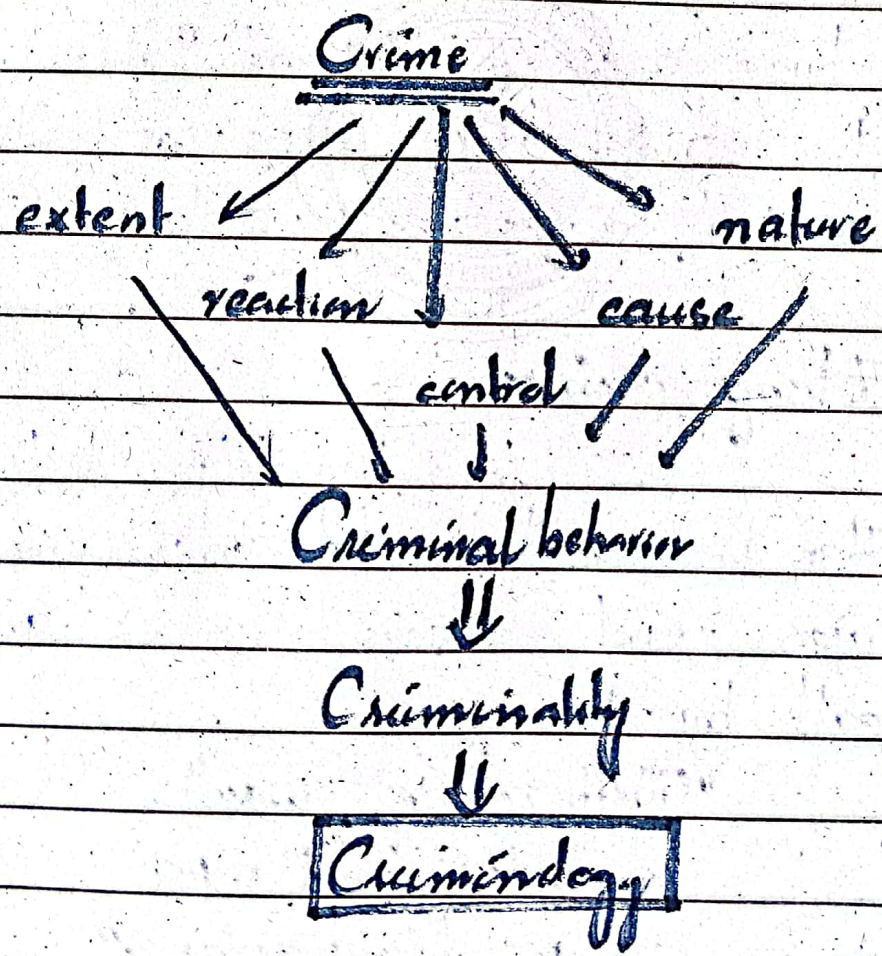 Crime
extent
nature
reaction
cause
control
Criminal behavior
Criminality
Criminology